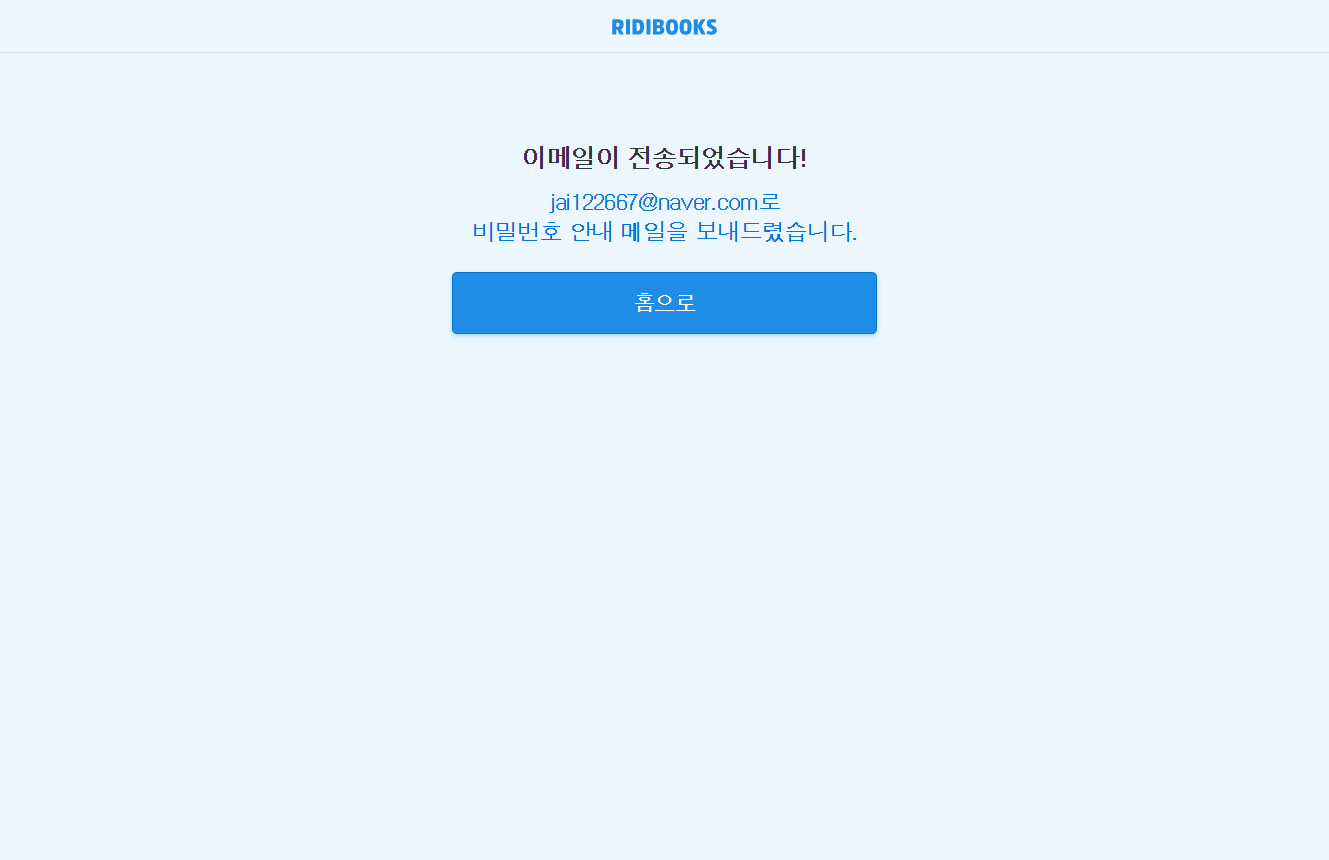 RIDIBOOKS
이메일이 전송되었습니다!
jai122667@naver.com로
비밀번호 안내 메일을 보내드렸습니다.
홈으로